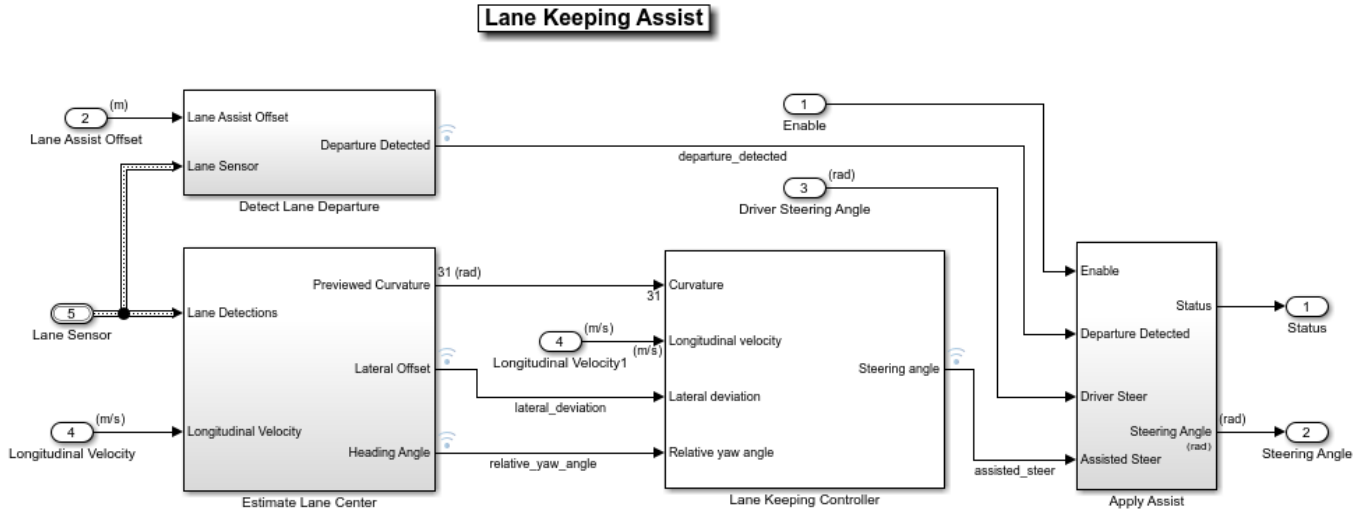 Lane Keeping Assist
2
(m)
Lane Assist Offset
Lane Assist Offset
Departure Detected
Lane Sensor
Detect Lane Departure
1
Enable
departure_detected
3
(rad)
Driver Steering Angle
5
Lane Sensor
4
(m/s)
Longitudinal Velocity
Previewed Curvature
Lane Detections
Lateral Offset
Longitudinal Velocity
Heading Angle
Estimate Lane Center
31 (rad)
31
4
(m/s)
(m/s)
Longitudinal Velocity1
lateral_deviation
relative_yaw_angle
Curvature
Longitudinal velocity
Steering angle
Lateral deviation
Relative yaw angle
Lane Keeping Controller
assisted_steer
Enable
Status
Departure Detected
Driver Steer
Steering Angle
(rad)
Assisted Steer
Apply Assist
1
Status
(rad)
2
Steering Angle